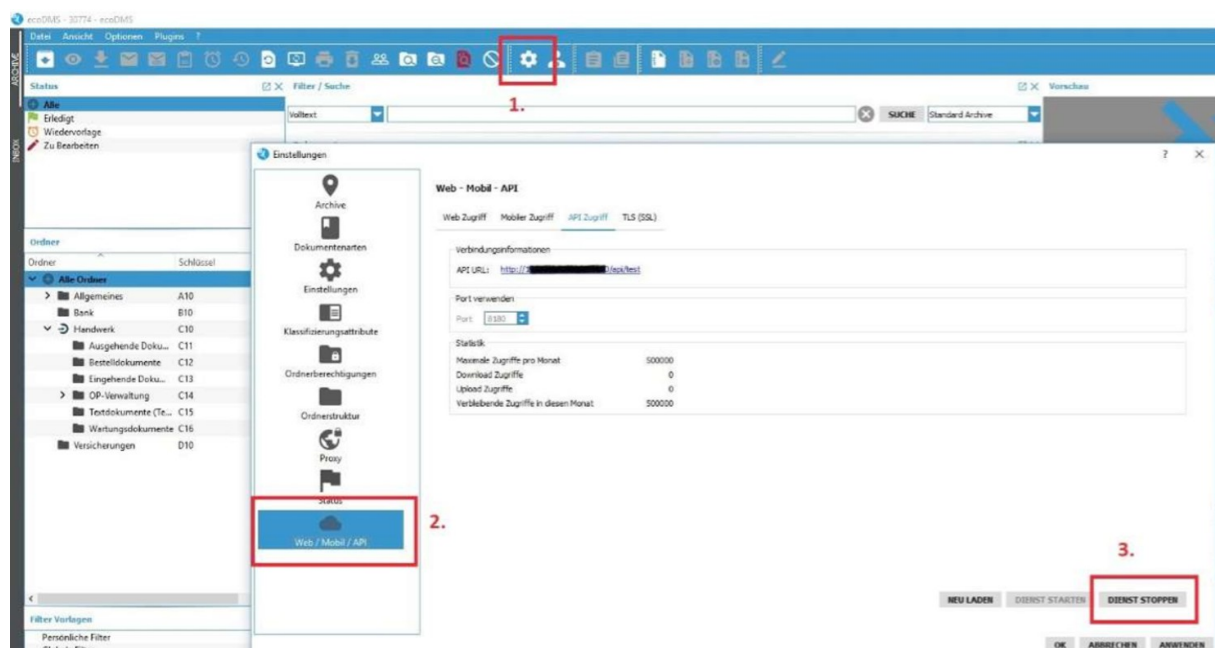 ecoDMS - 30774 - ecoDMS
Datei Ansicht Optionen Plugins ?
ARCHIVE
INBOX
1.
Status
Alle
Erledigt
Wiedervorlage
Zu Bearbeiten
Filter / Suche
Volltext
SUCHE
Standard Archive
Vorschau
Ordner
Ordner Schlüssel
Alle Ordner
Allgemeines A10
Bank B10
Handwerk C10
Ausgehende Doku... C11
Bestelldokumente C12
Eingehende Doku... C13
OP-Verwaltung C14
Textdokumente (Te... C15
Wartungsdokumente C16
Versicherungen D10
Filter Vorlagen
Persönliche Filter
Einstellungen
? X
Archive
Dokumentenarten
Einstellungen
Klassifizierungsattribute
Ordnerberechtigungen
Ordnerstruktur
Proxy
Status
Web / Mobil / API
2.
Web - Mobil - API
Web Zugriff Mobiler Zugriff API Zugriff TLS (SSL)
Verbindungsinformationen
API URL: http://1 0/api/test
Port verwenden
Port 8180
Statistik
Maximale Zugriffe pro Monat 500000
Download Zugriffe 0
Upload Zugriffe 0
Verbleibende Zugriffe in diesen Monat 500000
3.
NEU LADEN DIENST STARTEN DIENST STOPPEN
OK ABBRECHEN ANWENDEN